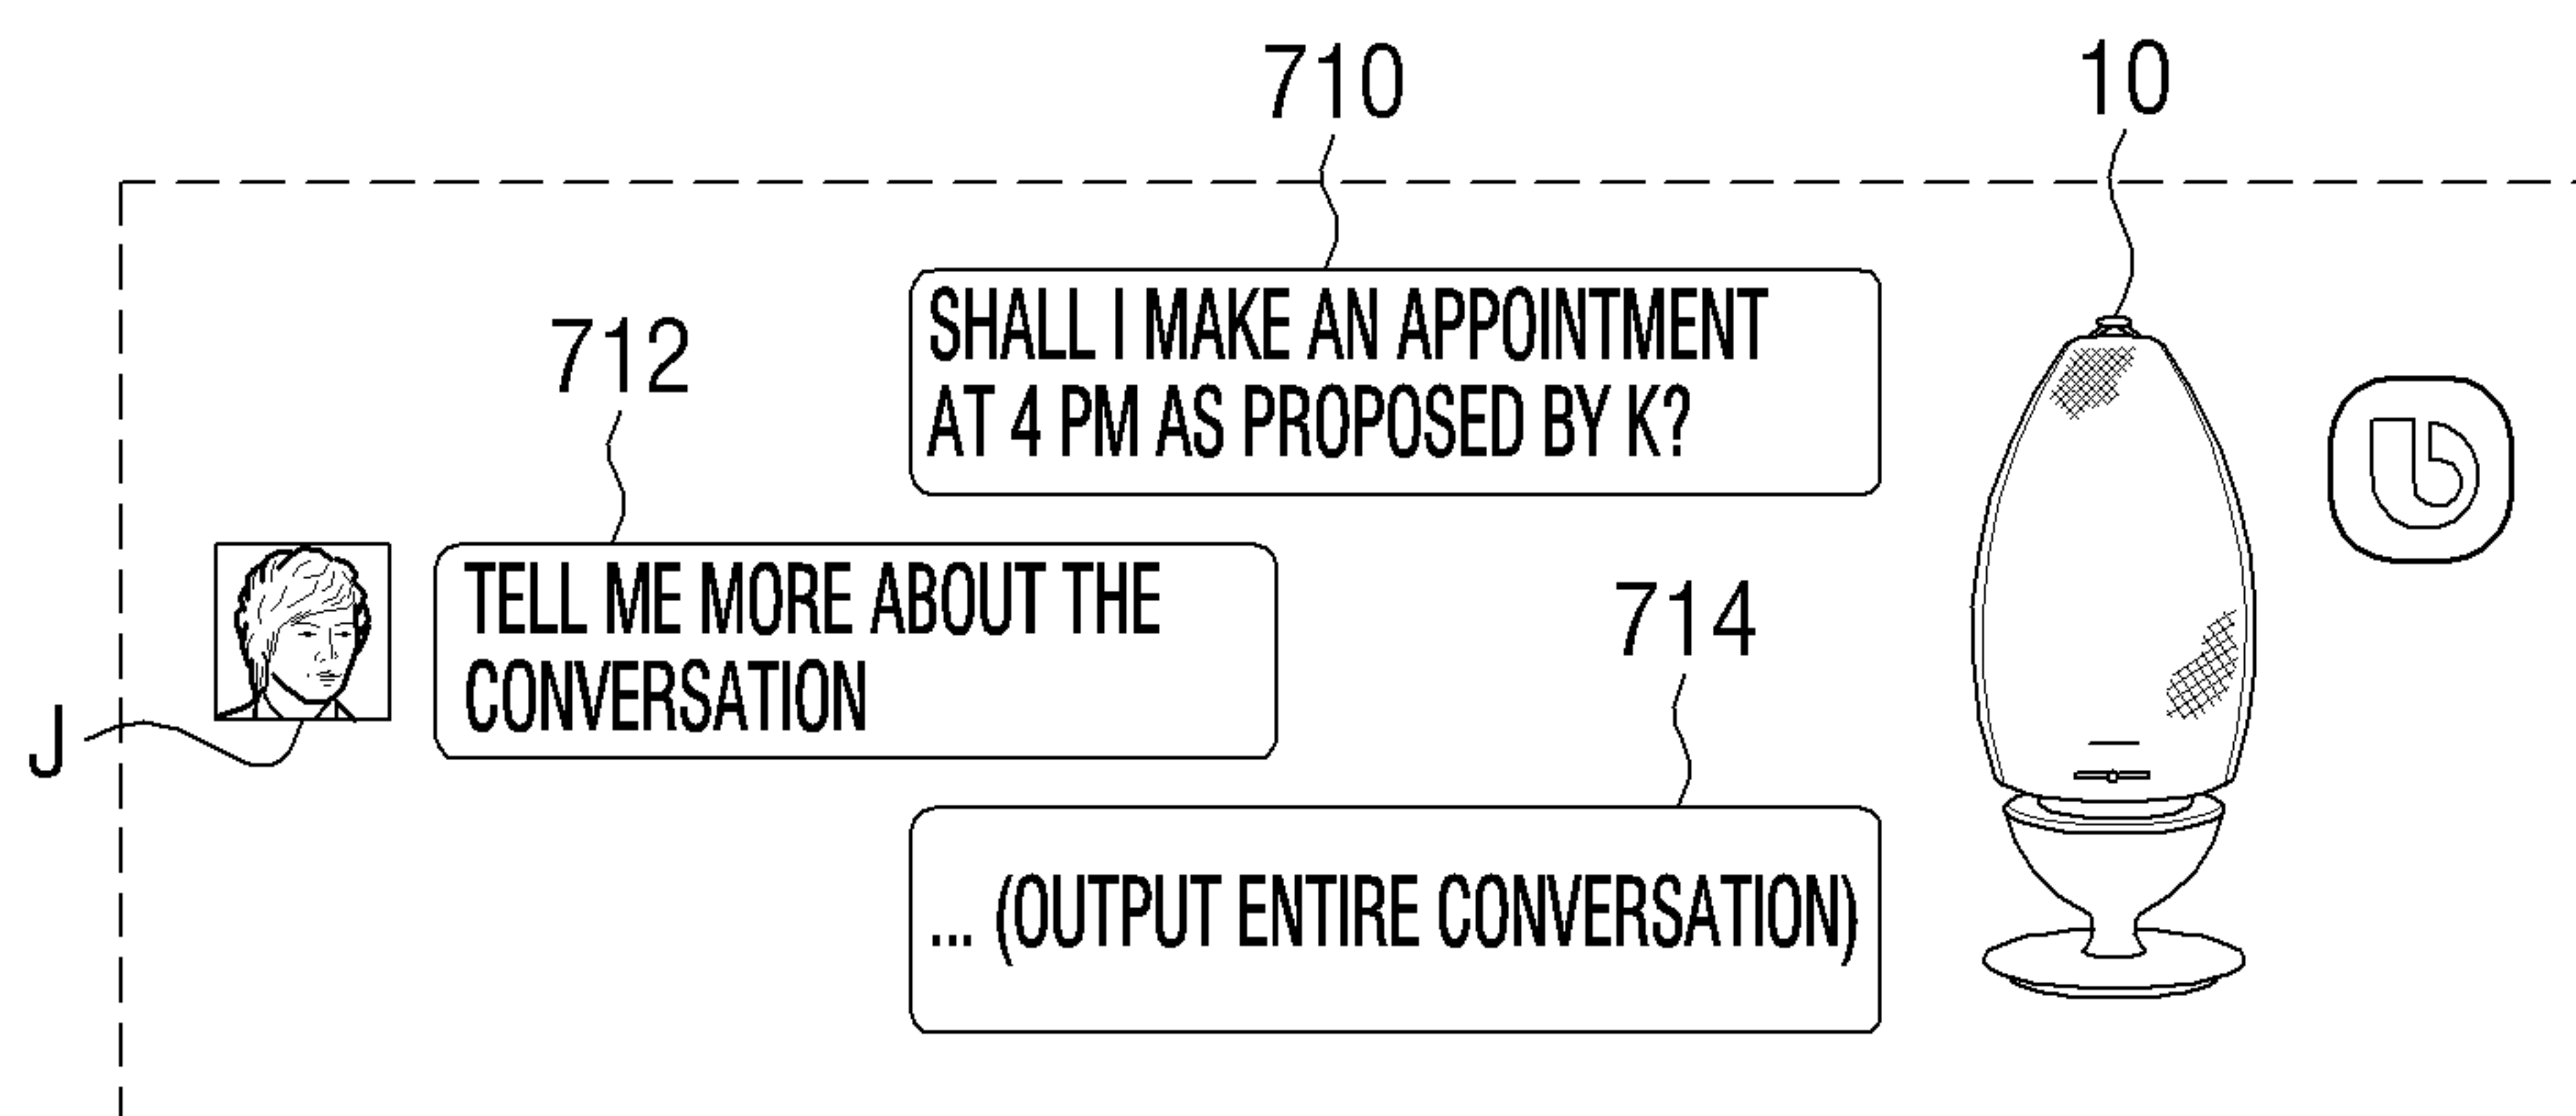 710
10
SHALL I MAKE AN APPOINTMENT
AT 4 PM AS PROPOSED BY K?
712
TELL ME MORE ABOUT THE
CONVERSATION
J
714
... (OUTPUT ENTIRE CONVERSATION)
b